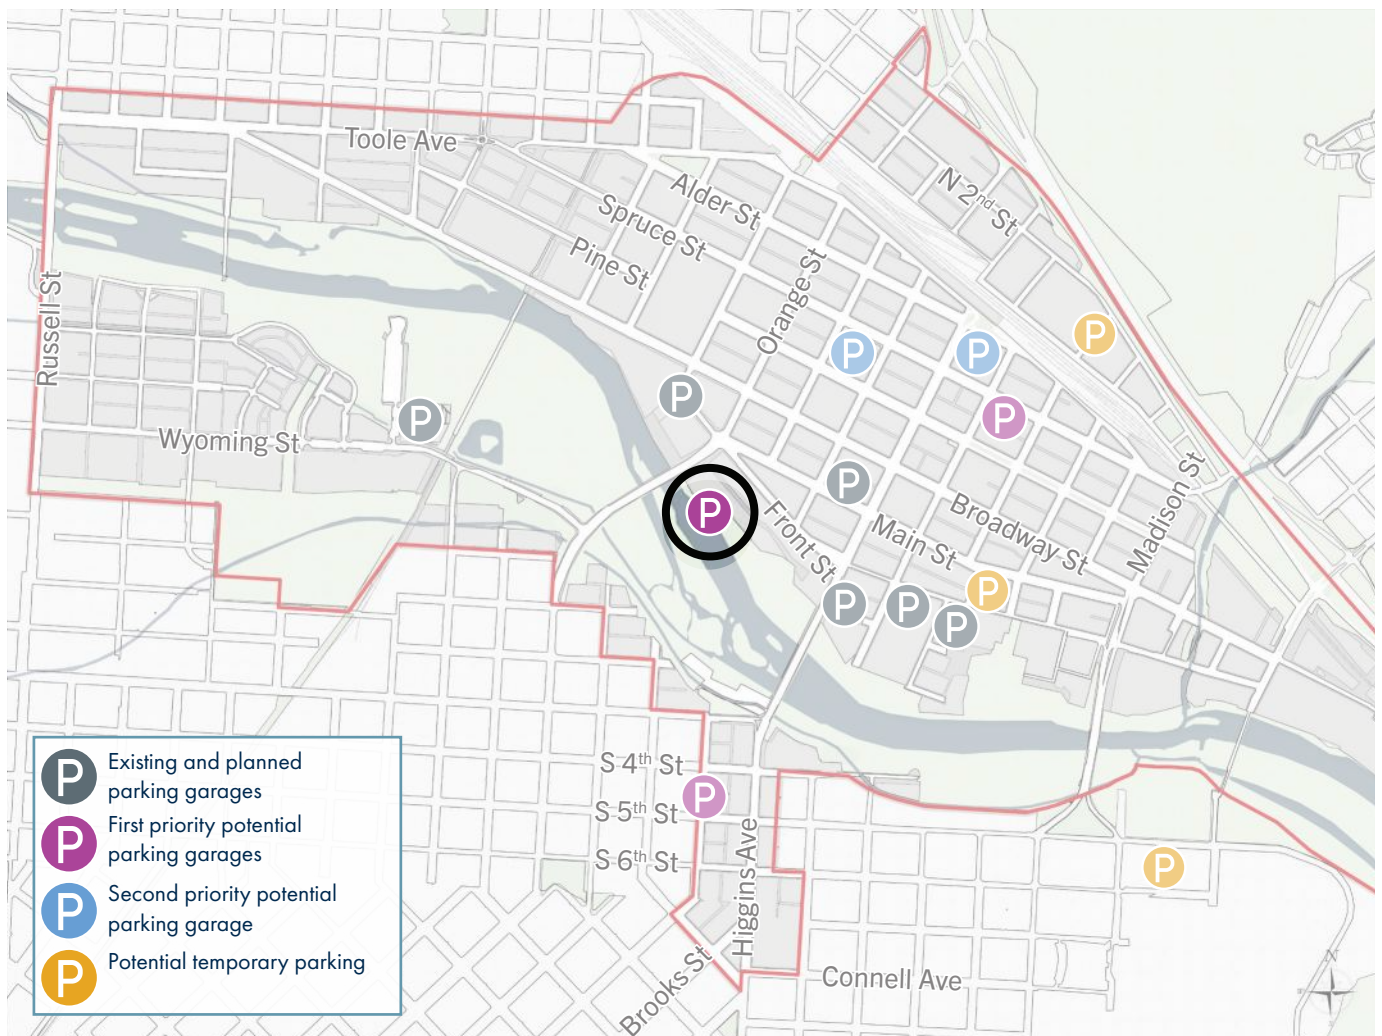 Toole Ave
Alder St
N 2nd St
Spruce St
Pine St
Orange St
Russell St
P
P
P
P
P
P
P
Wyoming St
P
P
Front St
Main St
Broadway St
Madison St
P
P
P
P
S 4th St
P
S 5th St
S 6th St
Higgins Ave
P
Brooks St
Connell Ave
N
P Existing and planned
parking garages
P First priority potential
parking garages
P Second priority potential
parking garage
P Potential temporary parking